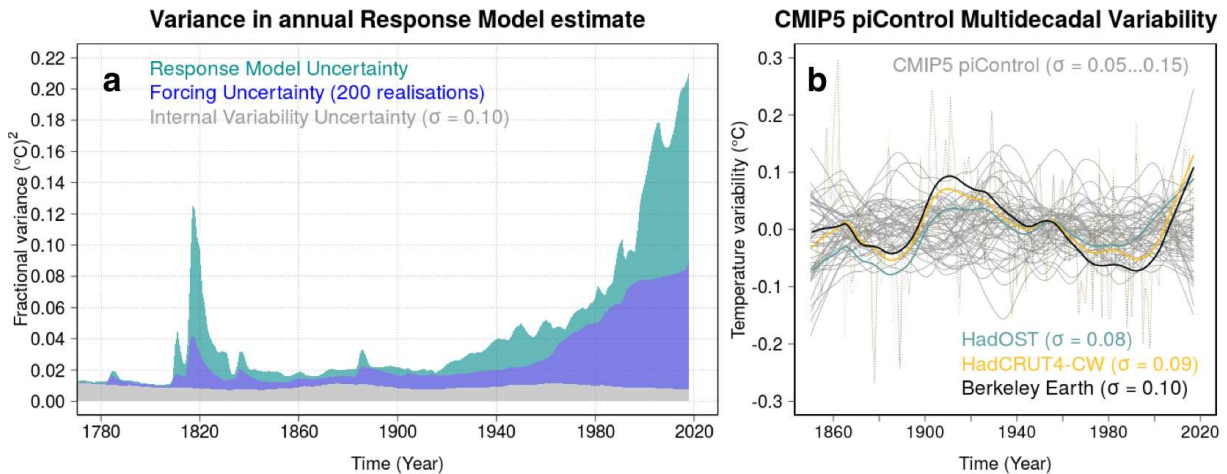 Variance in annual Response Model estimate
a
Response Model Uncertainty
Forcing Uncertainty (200 realisations)
Internal Variability Uncertainty (σ = 0.10)
Fractional variance (°C)²
0.22
0.20
0.18
0.16
0.14
0.12
0.10
0.08
0.06
0.04
0.02
0.00
1780 1820 1860 1900 1940 1980 2020
Time (Year)
CMIP5 piControl Multidecadal Variability
b
CMIP5 piControl (σ = 0.05...0.15)
Temperature variability (°C)
0.3
0.2
0.1
0.0
-0.1
-0.2
-0.3
HadOST (σ = 0.08)
HadCRUT4-CW (σ = 0.09)
Berkeley Earth (σ = 0.10)
1860 1900 1940 1980 2020
Time (Year)